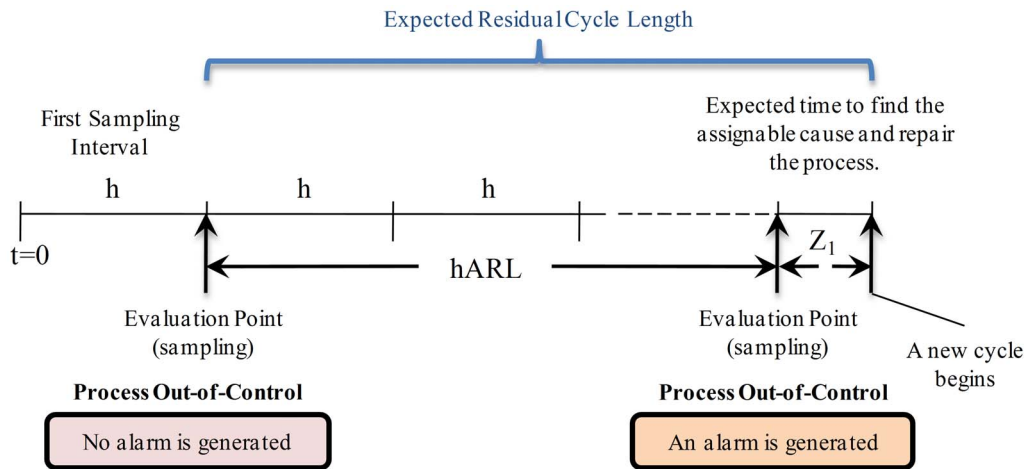 Expected Residual Cycle Length
First Sampling
Interval
Expected time to find the
assignable cause and repair
the process.
h
h
h
t=0
hARL
Z1
Evaluation Point
(sampling)
Evaluation Point
(sampling)
A new cycle
begins
Process Out-of-Control
Process Out-of-Control
No alarm is generated
An alarm is generated